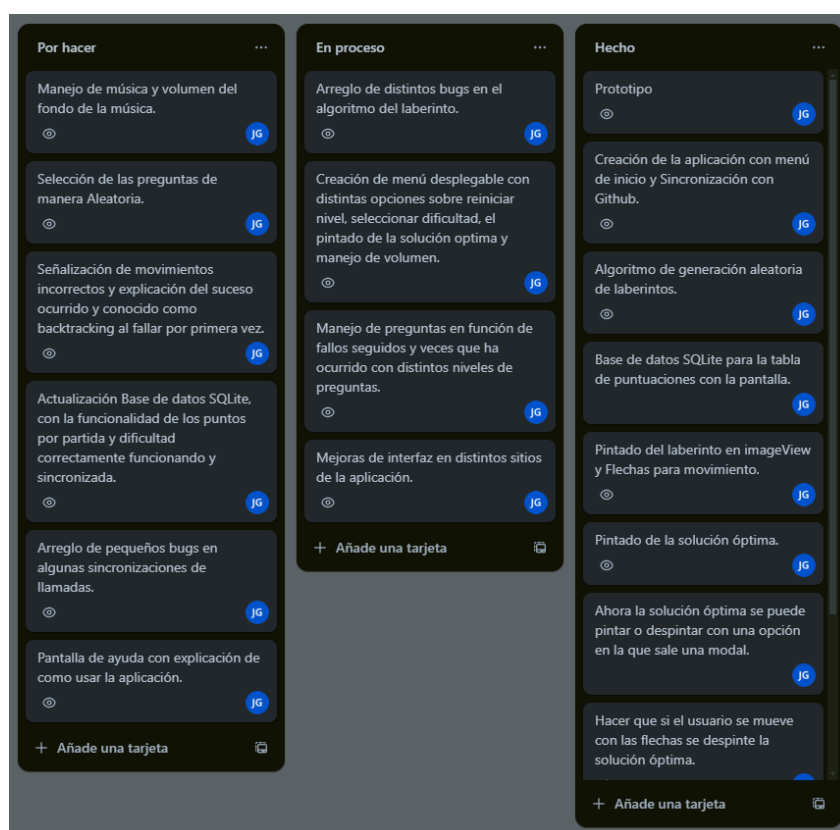 Por hacer
Manejo de música y volumen del
fondo de la música.
JG
Selección de las preguntas de
manera Aleatoria.
JG
Señalización de movimientos
incorrectos y explicación del suceso
ocurrido y conocido como
backtracking al fallar por primera vez.
JG
Actualización Base de datos SQLite,
con la funcionalidad de los puntos
por partida y dificultad
correctamente funcionando y
sincronizada.
JG
Arreglo de pequeños bugs en
algunas sincronizaciones de
llamadas.
JG
Pantalla de ayuda con explicación de
como usar la aplicación.
JG
+ Añade una tarjeta
En proceso
Arreglo de distintos bugs en el
algoritmo del laberinto.
JG
Creación de menú desplegable con
distintas opciones sobre reiniciar
nivel, seleccionar dificultad, el
pintado de la solución optima y
manejo de volumen.
JG
Manejo de preguntas en función de
fallos seguidos y veces que ha
ocurrido con distintos niveles de
preguntas.
JG
Mejoras de interfaz en distintos sitios
de la aplicación.
JG
+ Añade una tarjeta
Hecho
Prototipo
JG
Creación de la aplicación con menú
de inicio y Sincronización con
Github.
JG
Algoritmo de generación aleatoria
de laberintos.
JG
Base de datos SQLite para la tabla
de puntuaciones con la pantalla.
JG
Pintado del laberinto en imageView
y Flechas para movimiento.
JG
Pintado de la solución óptima.
JG
Ahora la solución óptima se puede
pintar o despintar con una opción
en la que sale una modal.
JG
Hacer que si el usuario se mueve
con las flechas se despinte la
solución óptima.
+ Añade una tarjeta